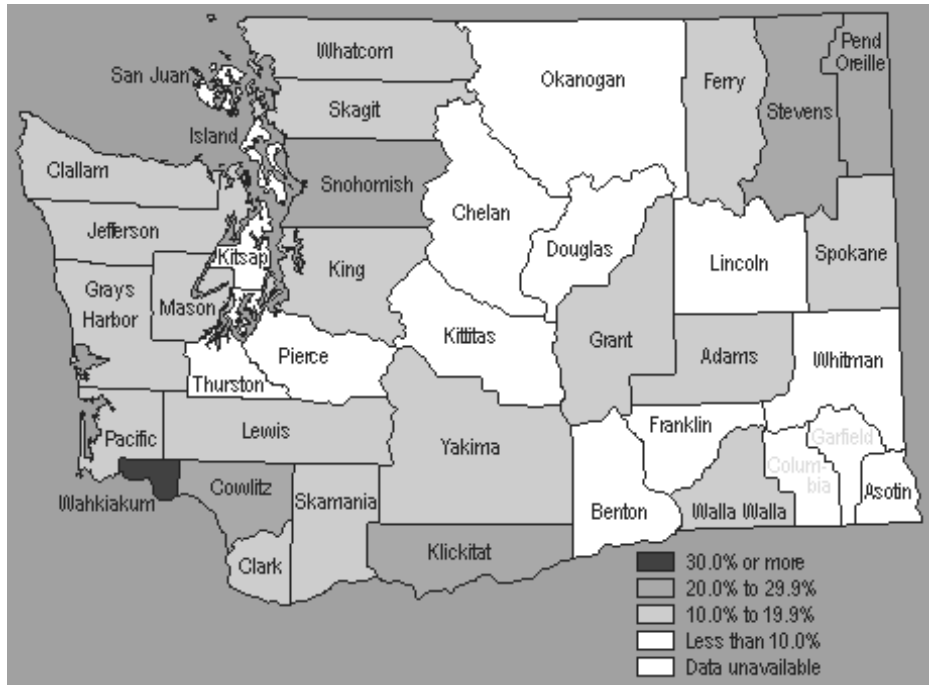 Whatcom
Pend
Oreille
San Juan
Okanogan
Ferry
Skagit
Stevens
Island
Clallam
Snohomish
Chelan
Jefferson
Douglas
Kitsap
King
Lincoln
Spokane
Grays
Harbor
Mason
Kittitas
Grant
Pierce
Adams
Whitman
Thurston
Franklin
Pacific
Lewis
Yakima
Garfield
Colum-
bia
Asotin
Wahkiakum
Cowlitz
Skamania
Benton
Walla Walla
Clark
Klickitat
30.0% or more
20.0% to 29.9%
10.0% to 19.9%
Less than 10.0%
Data unavailable